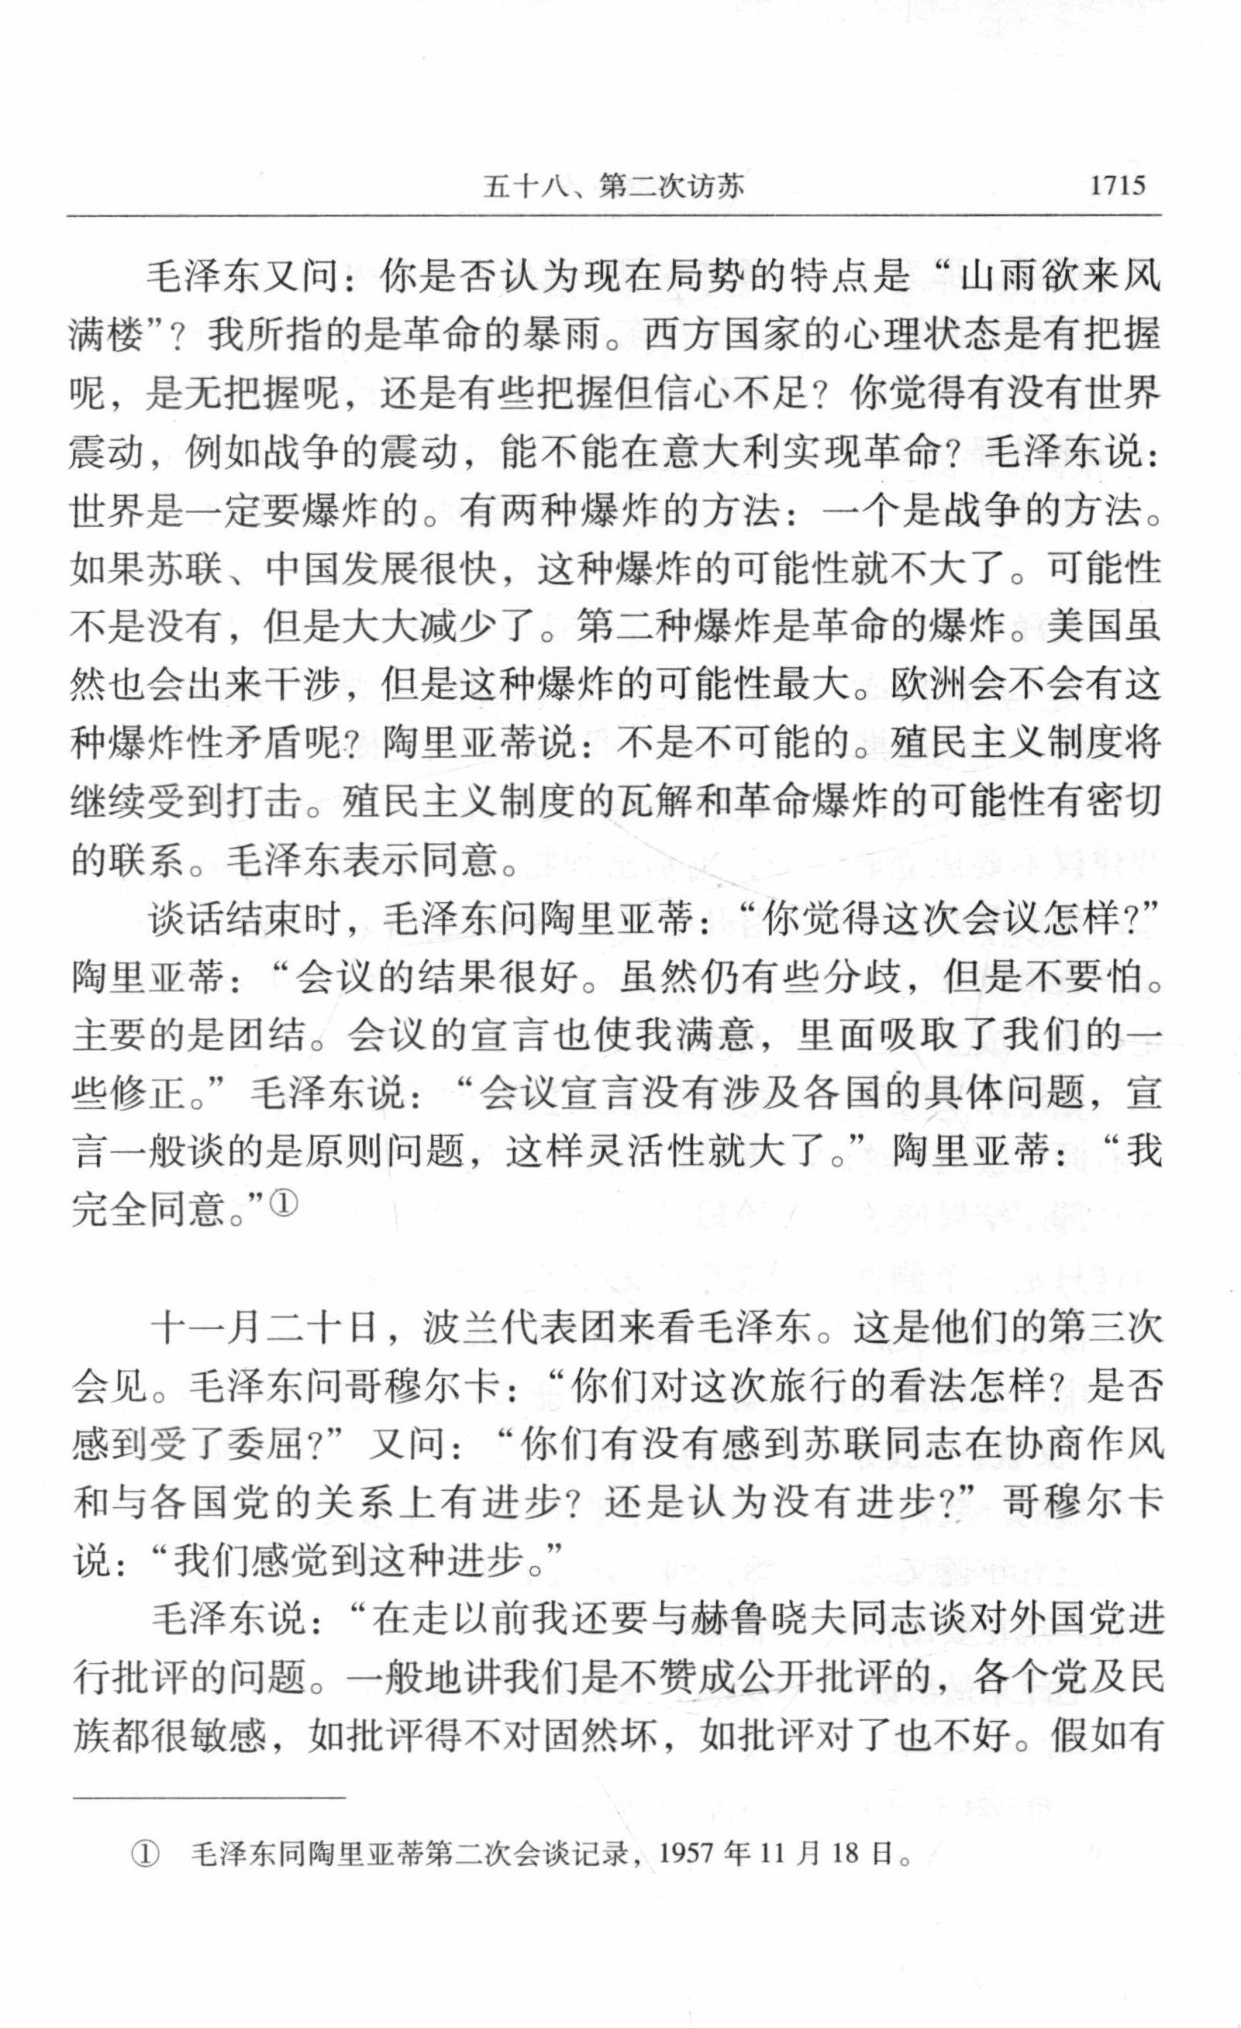 五十八、第二次访苏 1715
毛泽东又问：你是否认为现在局势的特点是“山雨欲来风
满楼”？我所指的是革命的暴雨。西方国家的心理状态是有把握
呢，是无把握呢，还是有些把握但信心不足？你觉得有没有世界
震动，例如战争的震动，能不能在意大利实现革命？毛泽东说：
世界是一定要爆炸的。有两种爆炸的方法：一个是战争的方法。
如果苏联、中国发展很快，这种爆炸的可能性就不大了。可能性
不是没有，但是大大减少了。第二种爆炸是革命的爆炸。美国虽
然也会出来干涉，但是这种爆炸的可能性最大。欧洲会不会有这
种爆炸性矛盾呢？陶里亚蒂说：不是不可能的。殖民主义制度将
继续受到打击。殖民主义制度的瓦解和革命爆炸的可能性有密切
的联系。毛泽东表示同意。
谈话结束时，毛泽东问陶里亚蒂：“你觉得这次会议怎样？”
陶里亚蒂：“会议的结果很好。虽然仍有些分歧，但是不要怕。
主要的是团结。会议的宣言也使我满意，里面吸取了我们的一
些修正。”毛泽东说：“会议宣言没有涉及各国的具体问题，宣
言一般谈的是原则问题，这样灵活性就大了。”陶里亚蒂：“我
完全同意。”①
十一月二十日，波兰代表团来看毛泽东。这是他们的第三次
会见。毛泽东问哥穆尔卡：“你们对这次旅行的看法怎样？是否
感到受了委屈？”又问：“你们有没有感到苏联同志在协商作风
和与各国党的关系上有进步？还是认为没有进步？”哥穆尔卡
说：“我们感觉到这种进步。”
毛泽东说：“在走以前我还要与赫鲁晓夫同志谈对外国党进
行批评的问题。一般地讲我们是不赞成公开批评的，各个党及民
族都很敏感，如批评得不对固然坏，如批评对了也不好。假如有
① 毛泽东同陶里亚蒂第二次会谈记录，1957年11月18日。